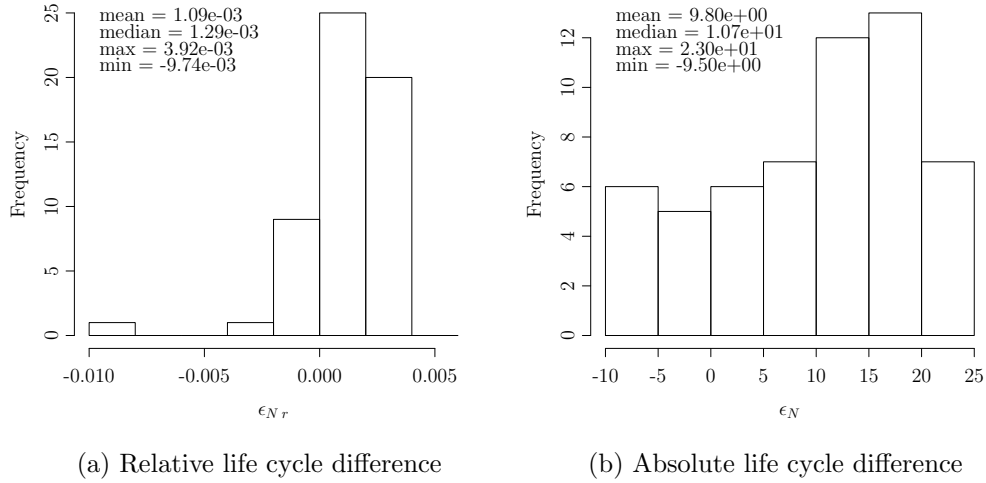 mean = 1.09e-03
median = 1.29e-03
max = 3.92e-03
min = -9.74e-03
Frequency
25
20
15
10
5
0
-0.010 -0.005 0.000 0.005
ϵN r
(a) Relative life cycle difference
mean = 9.80e+00
median = 1.07e+01
max = 2.30e+01
min = -9.50e+00
Frequency
12
10
8
6
4
2
0
-10 -5 0 5 10 15 20 25
ϵN
(b) Absolute life cycle difference